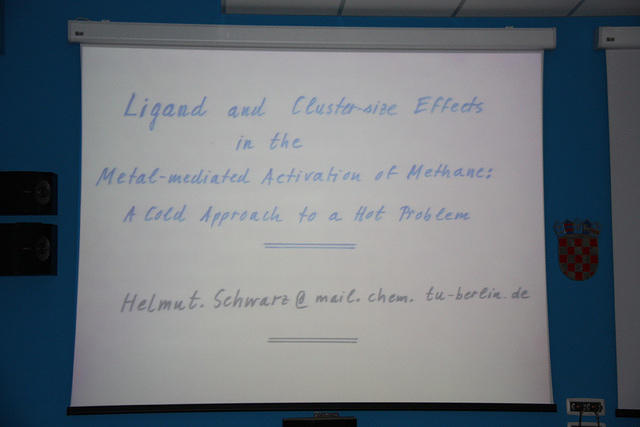 Ligand and Cluster-size Effects
in the
Metal-mediated Activation of Methane:
A Cold Approach to a Hot Problem
Helmut.Schwarz@mail.chem.tu-berlin.de